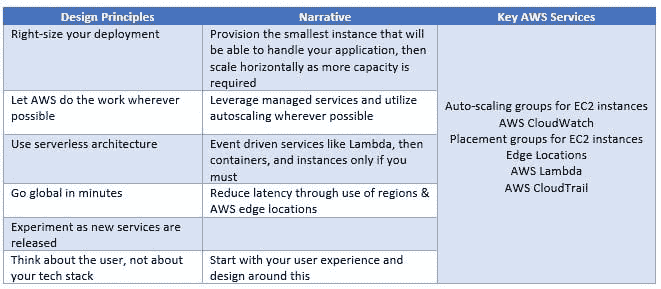 Design Principles
Narrative
Key AWS Services
Right-size your deployment
Provision the smallest instance that will
be able to handle your application, then
scale horizontally as more capacity is
required
Let AWS do the work wherever
possible
Leverage managed services and utilize
autoscaling wherever possible
Use serverless architecture
Event driven services like Lambda, then
containers, and instances only if you
must
Go global in minutes
Reduce latency through use of regions &
AWS edge locations
Experiment as new services are
released
Think about the user, not about
your tech stack
Start with your user experience and
design around this
Auto-scaling groups for EC2 instances
AWS CloudWatch
Placement groups for EC2 instances
Edge Locations
AWS Lambda
AWS CloudTrail